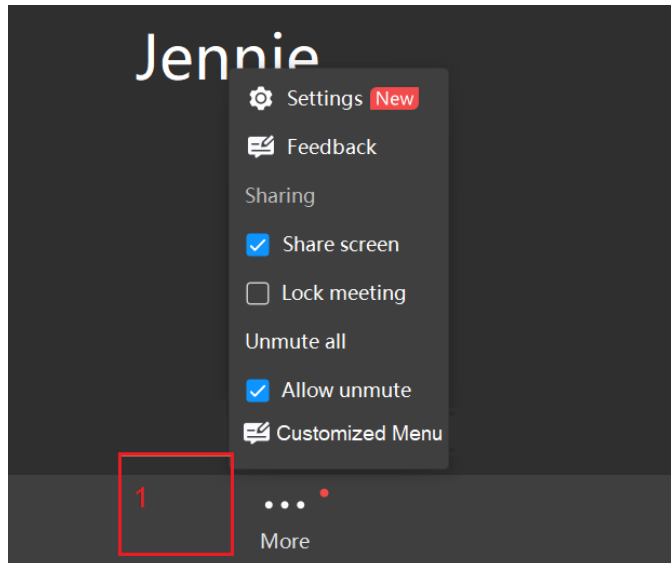 Jennie
Settings New
Feedback
Sharing
Share screen
Lock meeting
Unmute all
Allow unmute
Customized Menu
1
More